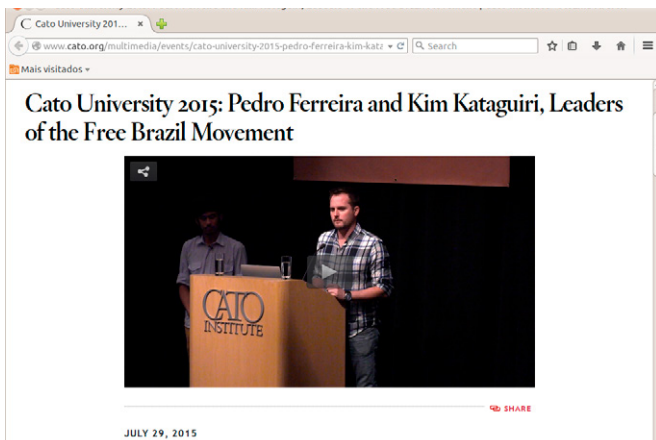 Cato University 201...
www.cato.org/multimedia/events/cato-university-2015-pedro-ferreira-kim-kata
Search
Mais visitados
Cato University 2015: Pedro Ferreira and Kim Kataguiri, Leaders
of the Free Brazil Movement
CATO
INSTITUTE
SHARE
JULY 29, 2015